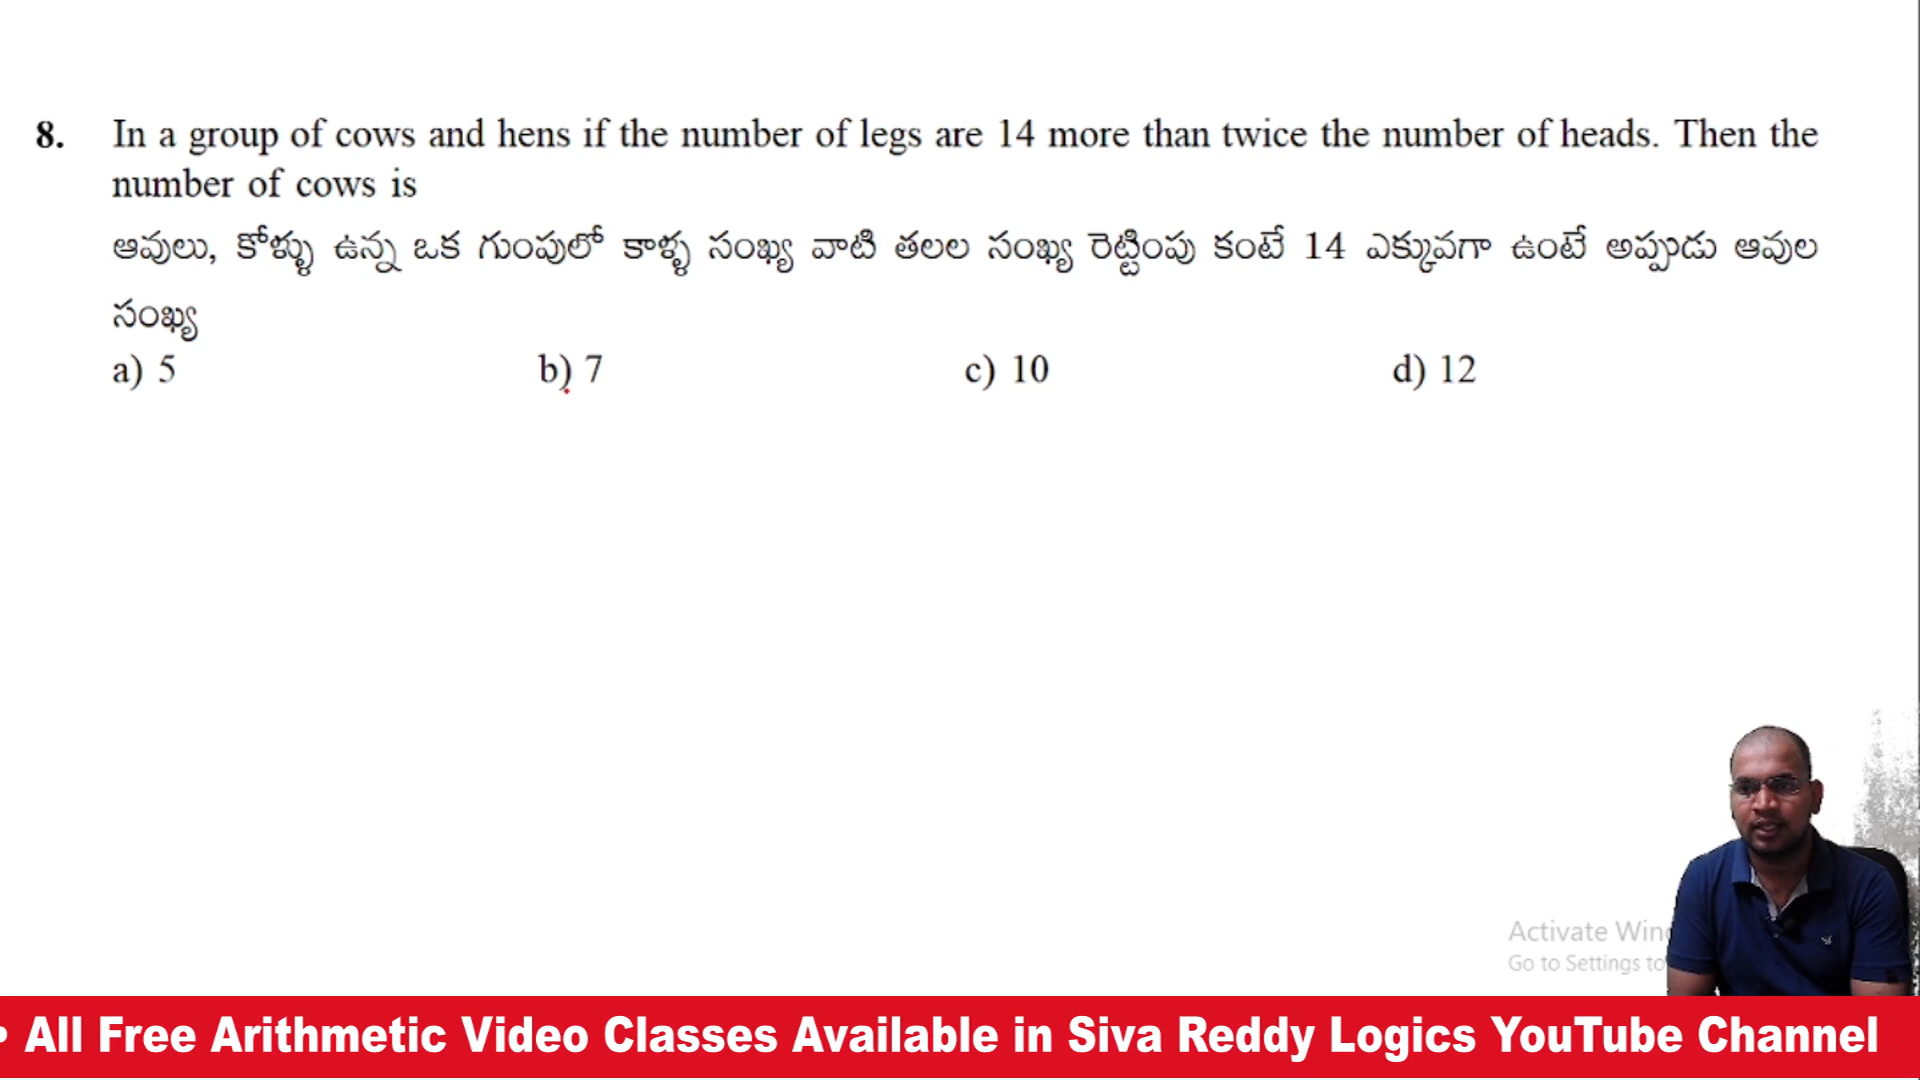 8. In a group of cows and hens if the number of legs are 14 more than twice the number of heads. Then the
number of cows is
ఆవులు, కోళ్ళు ఉన్న ఒక గుంపులో కాళ్ళ సంఖ్య వాటి తలల సంఖ్య రెట్టింపు కంటే 14 ఎక్కువగా ఉంటే అప్పుడు ఆవుల
సంఖ్య
a) 5 b) 7 c) 10 d) 12
Activate
Go to Settings to
• All Free Arithmetic Video Classes Available in Siva Reddy Logics YouTube Channel